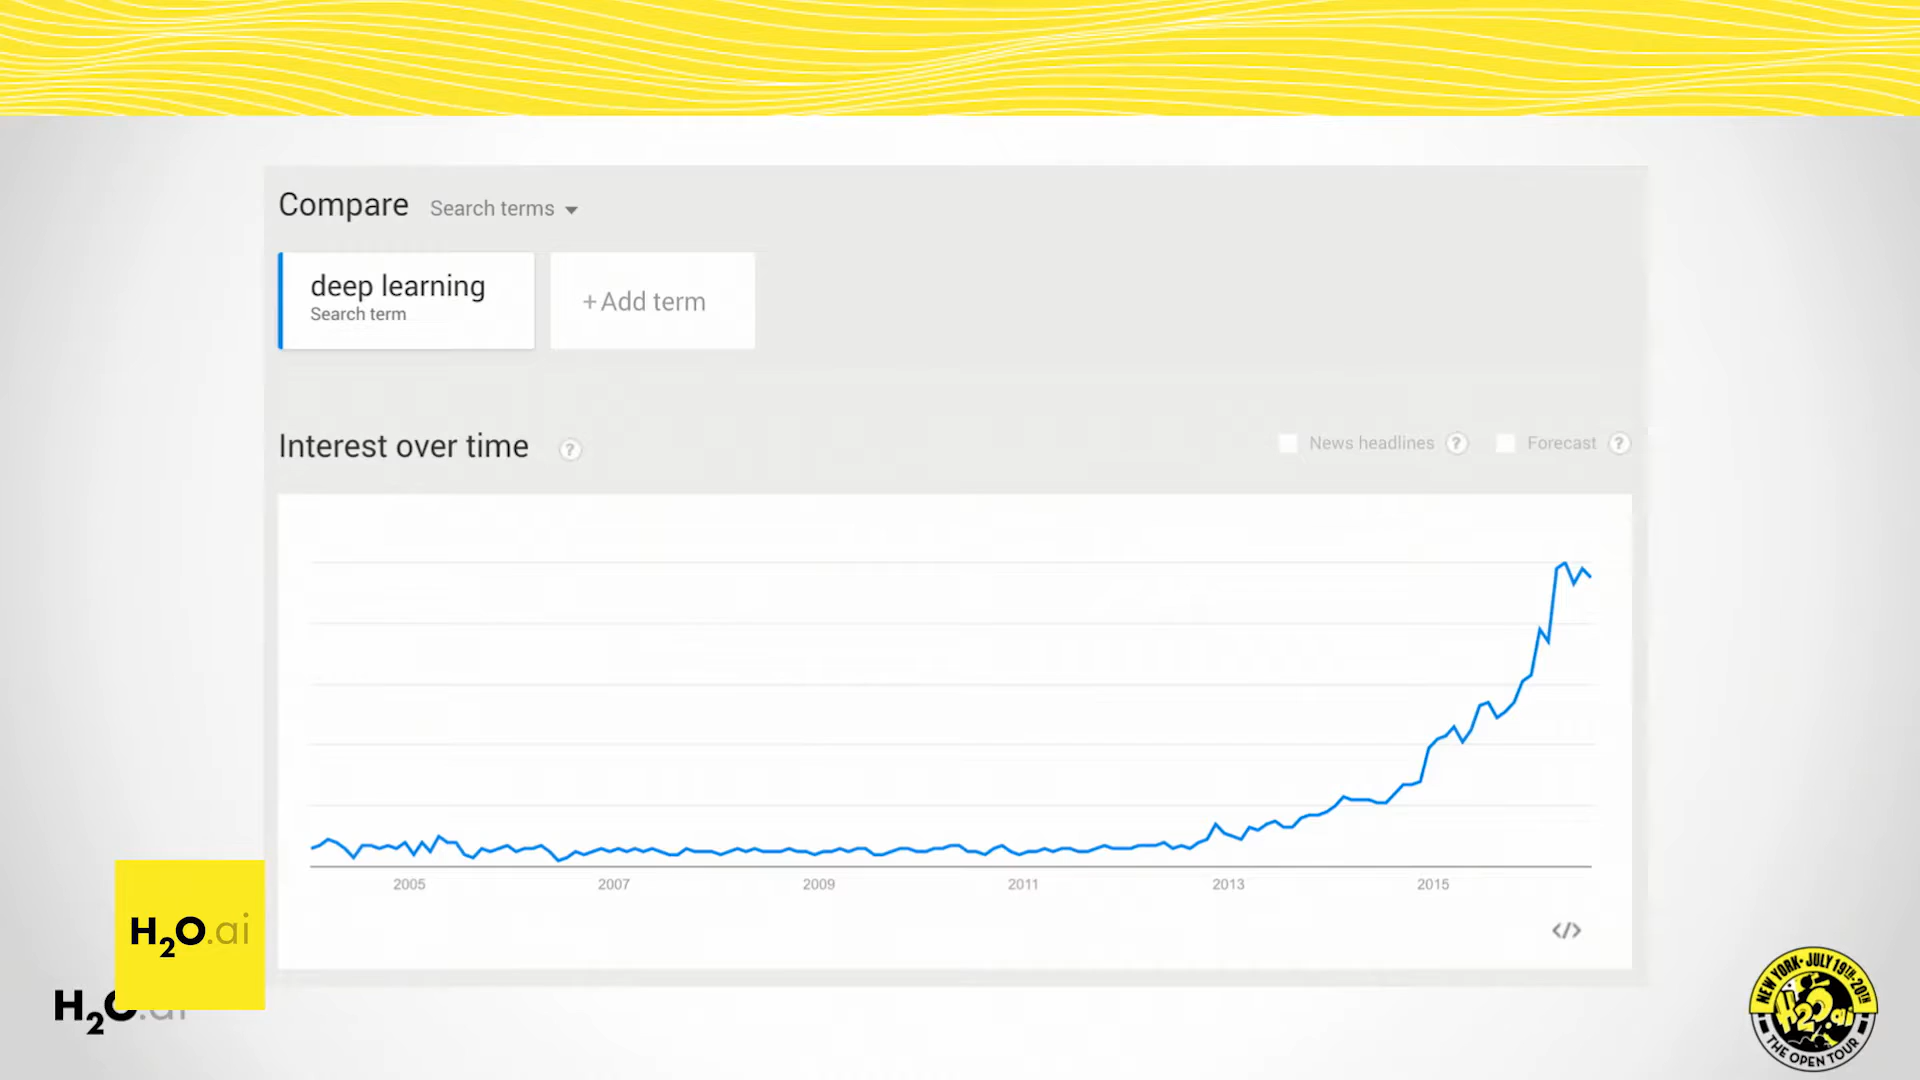 Compare Search terms
deep learning
Search term
+Add term
Interest over time ?
News headlines ? Forecast ?
2005 2007 2009 2011 2013 2015
</>
H2O.ai
H2O.ai
NEW YORK • JULY 19TH-20TH
H2O.ai
THE OPEN TOUR